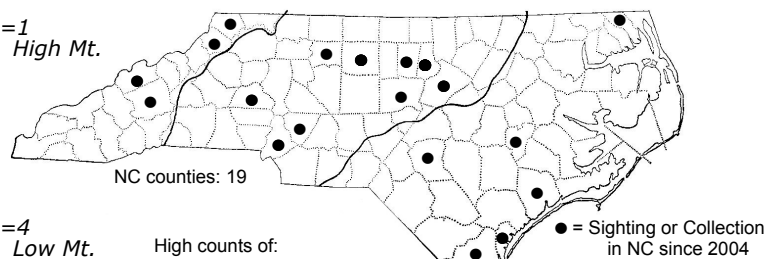 =1
High Mt.
NC counties: 19
=4
Low Mt.
High counts of:
● = Sighting or Collection
in NC since 2004